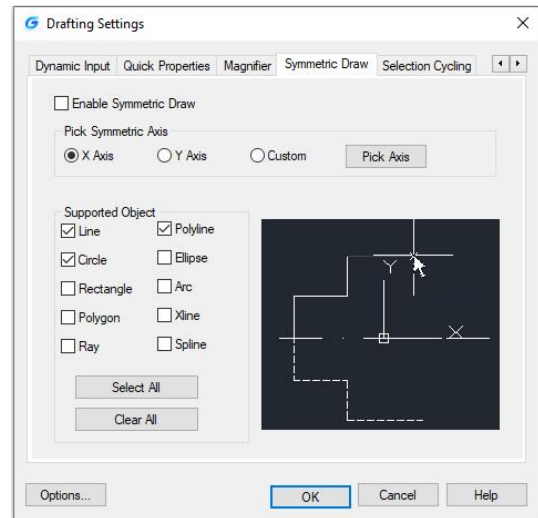 Drafting Settings
Dynamic Input Quick Properties Magnifier Symmetric Draw Selection Cycling
Enable Symmetric Draw
Pick Symmetric Axis
X Axis Y Axis Custom Pick Axis
Supported Object
Line Polyline
Circle Ellipse
Rectangle Arc
Polygon Xline
Ray Spline
Select All
Clear All
Y
X
Options... OK Cancel Help